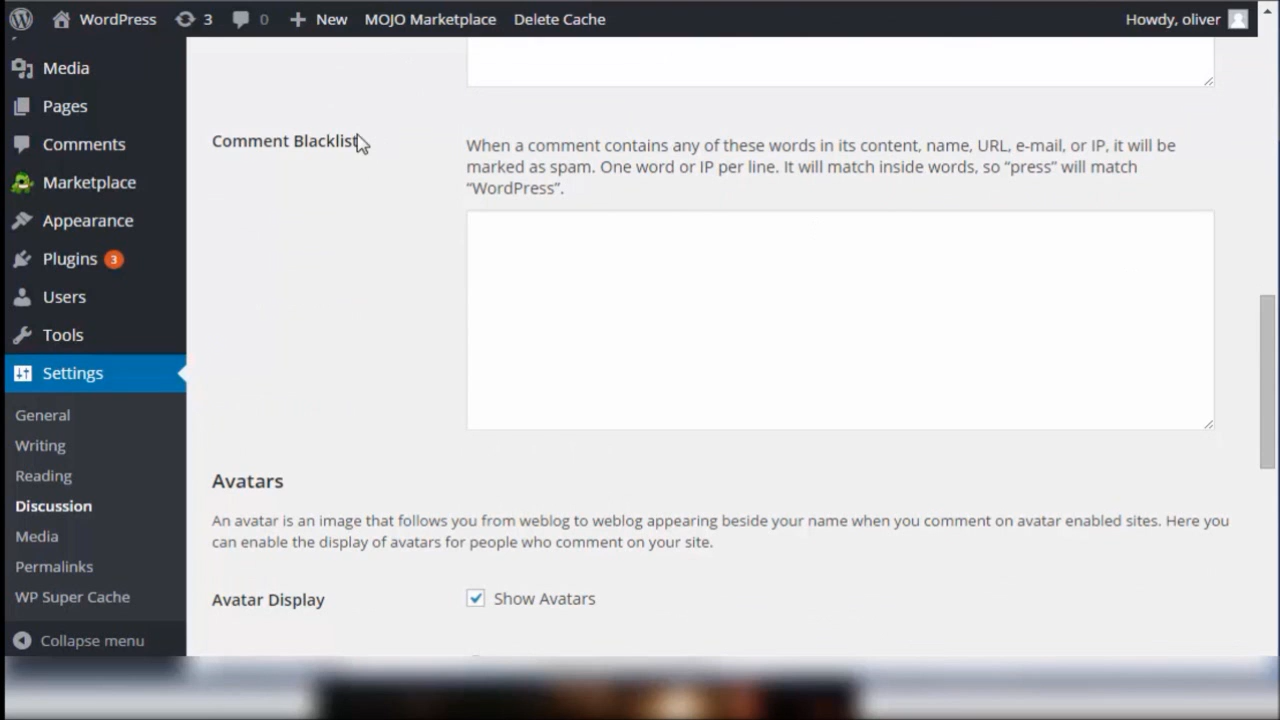 WordPress 3 0 New MOJO Marketplace Delete Cache Howdy, oliver
Media
Pages
Comments
Marketplace
Appearance
Plugins 3
Users
Tools
Settings
General
Writing
Reading
Discussion
Media
Permalinks
WP Super Cache
Collapse menu
Comment Blacklist
When a comment contains any of these words in its content, name, URL, e-mail, or IP, it will be
marked as spam. One word or IP per line. It will match inside words, so “press” will match
“WordPress”.
Avatars
An avatar is an image that follows you from weblog to weblog appearing beside your name when you comment on avatar enabled sites. Here you
can enable the display of avatars for people who comment on your site.
Avatar Display
Show Avatars